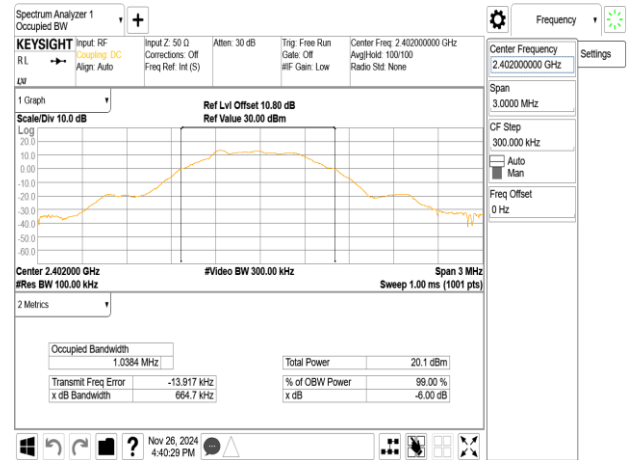 Spectrum Analyzer 1
Occupied BW
Frequency
KEYSIGHT
RL
LXI
Input: RF
Coupling: DC
Align: Auto
Input Z: 50 Ω
Corrections: Off
Freq Ref: Int (S)
Atten: 30 dB
Trig: Free Run
Gate: Off
#IF Gain: Low
Center Freq: 2.402000000 GHz
Avg|Hold: 100/100
Radio Std: None
Center Frequency
2.402000000 GHz
Settings
Span
3.0000 MHz
CF Step
300.000 kHz
Auto
Man
Freq Offset
0 Hz
1 Graph
Scale/Div 10.0 dB
Ref Lvl Offset 10.80 dB
Ref Value 30.00 dBm
Log
20.0
10.0
0.00
-10.0
-20.0
-30.0
-40.0
-50.0
-60.0
Center 2.402000 GHz
#Video BW 300.00 kHz
Span 3 MHz
#Res BW 100.00 kHz
Sweep 1.00 ms (1001 pts)
2 Metrics
Occupied Bandwidth
1.0384 MHz
Total Power 20.1 dBm
Transmit Freq Error -13.917 kHz
% of OBW Power 99.00 %
x dB Bandwidth 664.7 kHz
x dB -6.00 dB
Nov 26, 2024
4:40:29 PM